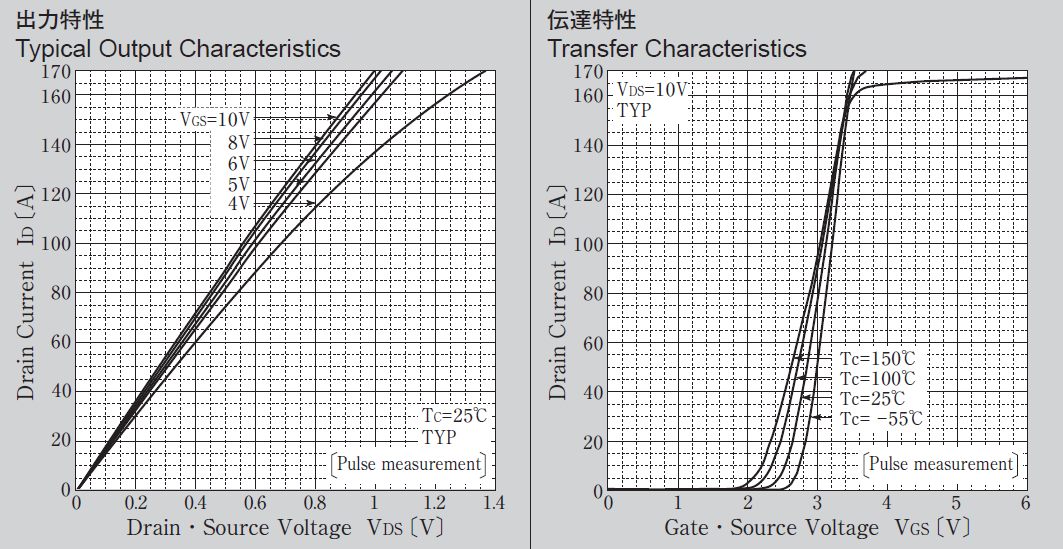 出力特性
Typical Output Characteristics
170
160
140
120
100
80
60
40
20
0
Drain Current ID〔A〕
VGS=10V
8V
6V
5V
4V
TC=25℃
TYP
〔Pulse measurement〕
0 0.2 0.4 0.6 0.8 1 1.2 1.4
Drain・Source Voltage VDS〔V〕
伝達特性
Transfer Characteristics
170
160
140
120
100
80
60
40
20
0
Drain Current ID〔A〕
VDS=10V
TYP
Tc=150℃
Tc=100℃
Tc=25℃
Tc= -55℃
〔Pulse measurement〕
0 1 2 3 4 5 6
Gate・Source Voltage VGS〔V〕